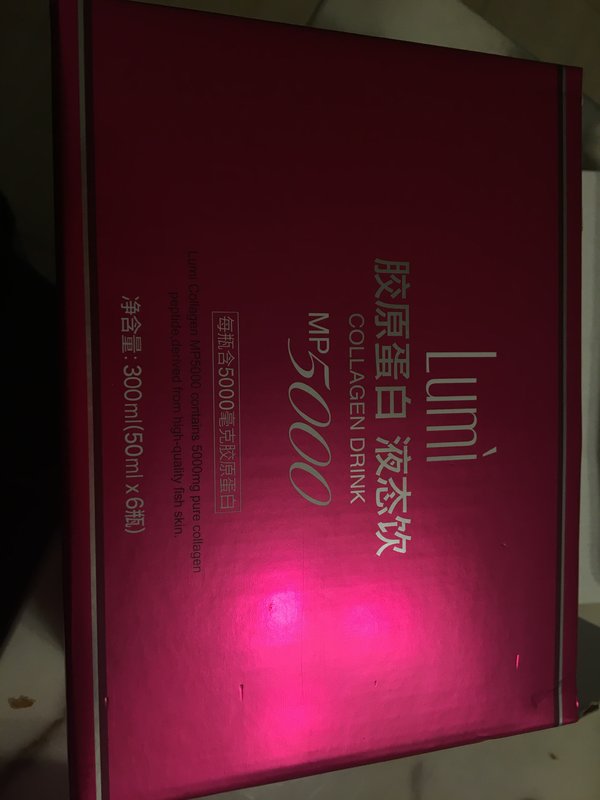 Lumi
胶原蛋白 液态饮
COLLAGEN DRINK
MP5000
每瓶含5000毫克胶原蛋白
Lumi Collagen MP5000 contains 5000mg pure collagen
peptide,derived from high-quality fish skin.
净含量: 300ml(50ml x 6瓶)